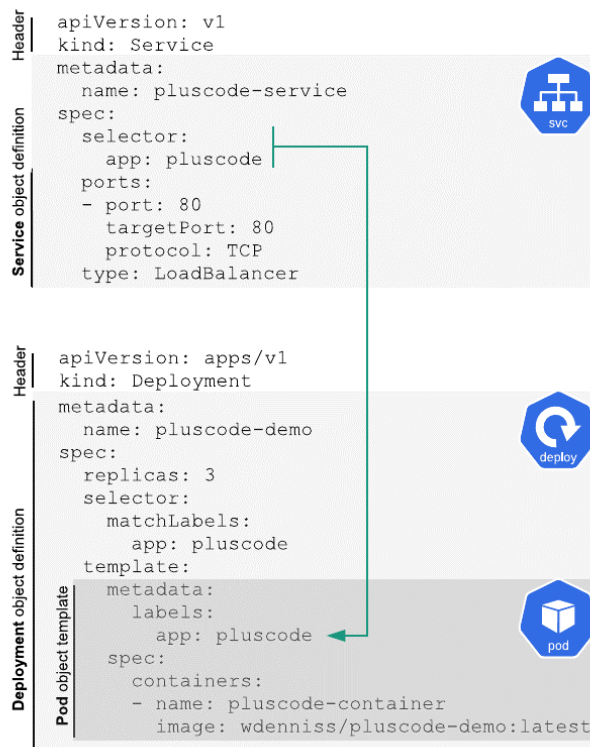 Header
apiVersion: v1
kind: Service
Service object definition
metadata:
  name: pluscode-service
spec:
  selector:
    app: pluscode
  ports:
  - port: 80
    targetPort: 80
    protocol: TCP
  type: LoadBalancer
svc
Header
apiVersion: apps/v1
kind: Deployment
Deployment object definition
metadata:
  name: pluscode-demo
spec:
  replicas: 3
  selector:
    matchLabels:
      app: pluscode
  template:
deploy
Pod object template
    metadata:
      labels:
        app: pluscode
    spec:
      containers:
      - name: pluscode-container
        image: wdenniss/pluscode-demo:latest
pod